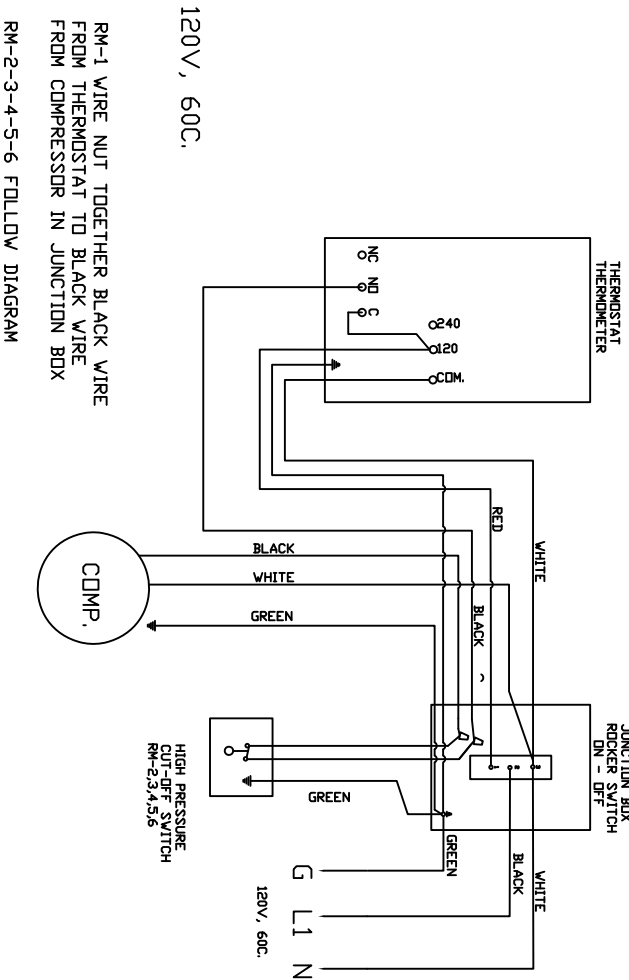 120V, 60C.
RM-1 WIRE NUT TOGETHER BLACK WIRE
FROM THERMOSTAT TO BLACK WIRE
FROM COMPRESSOR IN JUNCTION BOX
RM-2-3-4-5-6 FOLLOW DIAGRAM
THERMOSTAT
THERMOMETER
NC
NO
C
240
120
COM.
RED
WHITE
BLACK
BLACK
WHITE
GREEN
COMP.
JUNCTION BOX
ROCKER SWITCH
ON - OFF
1
2
3
HIGH PRESSURE
CUT-OFF SWITCH
RM-2,3,4,5,6
GREEN
GREEN
BLACK
WHITE
G
L1
N
120V, 60C.